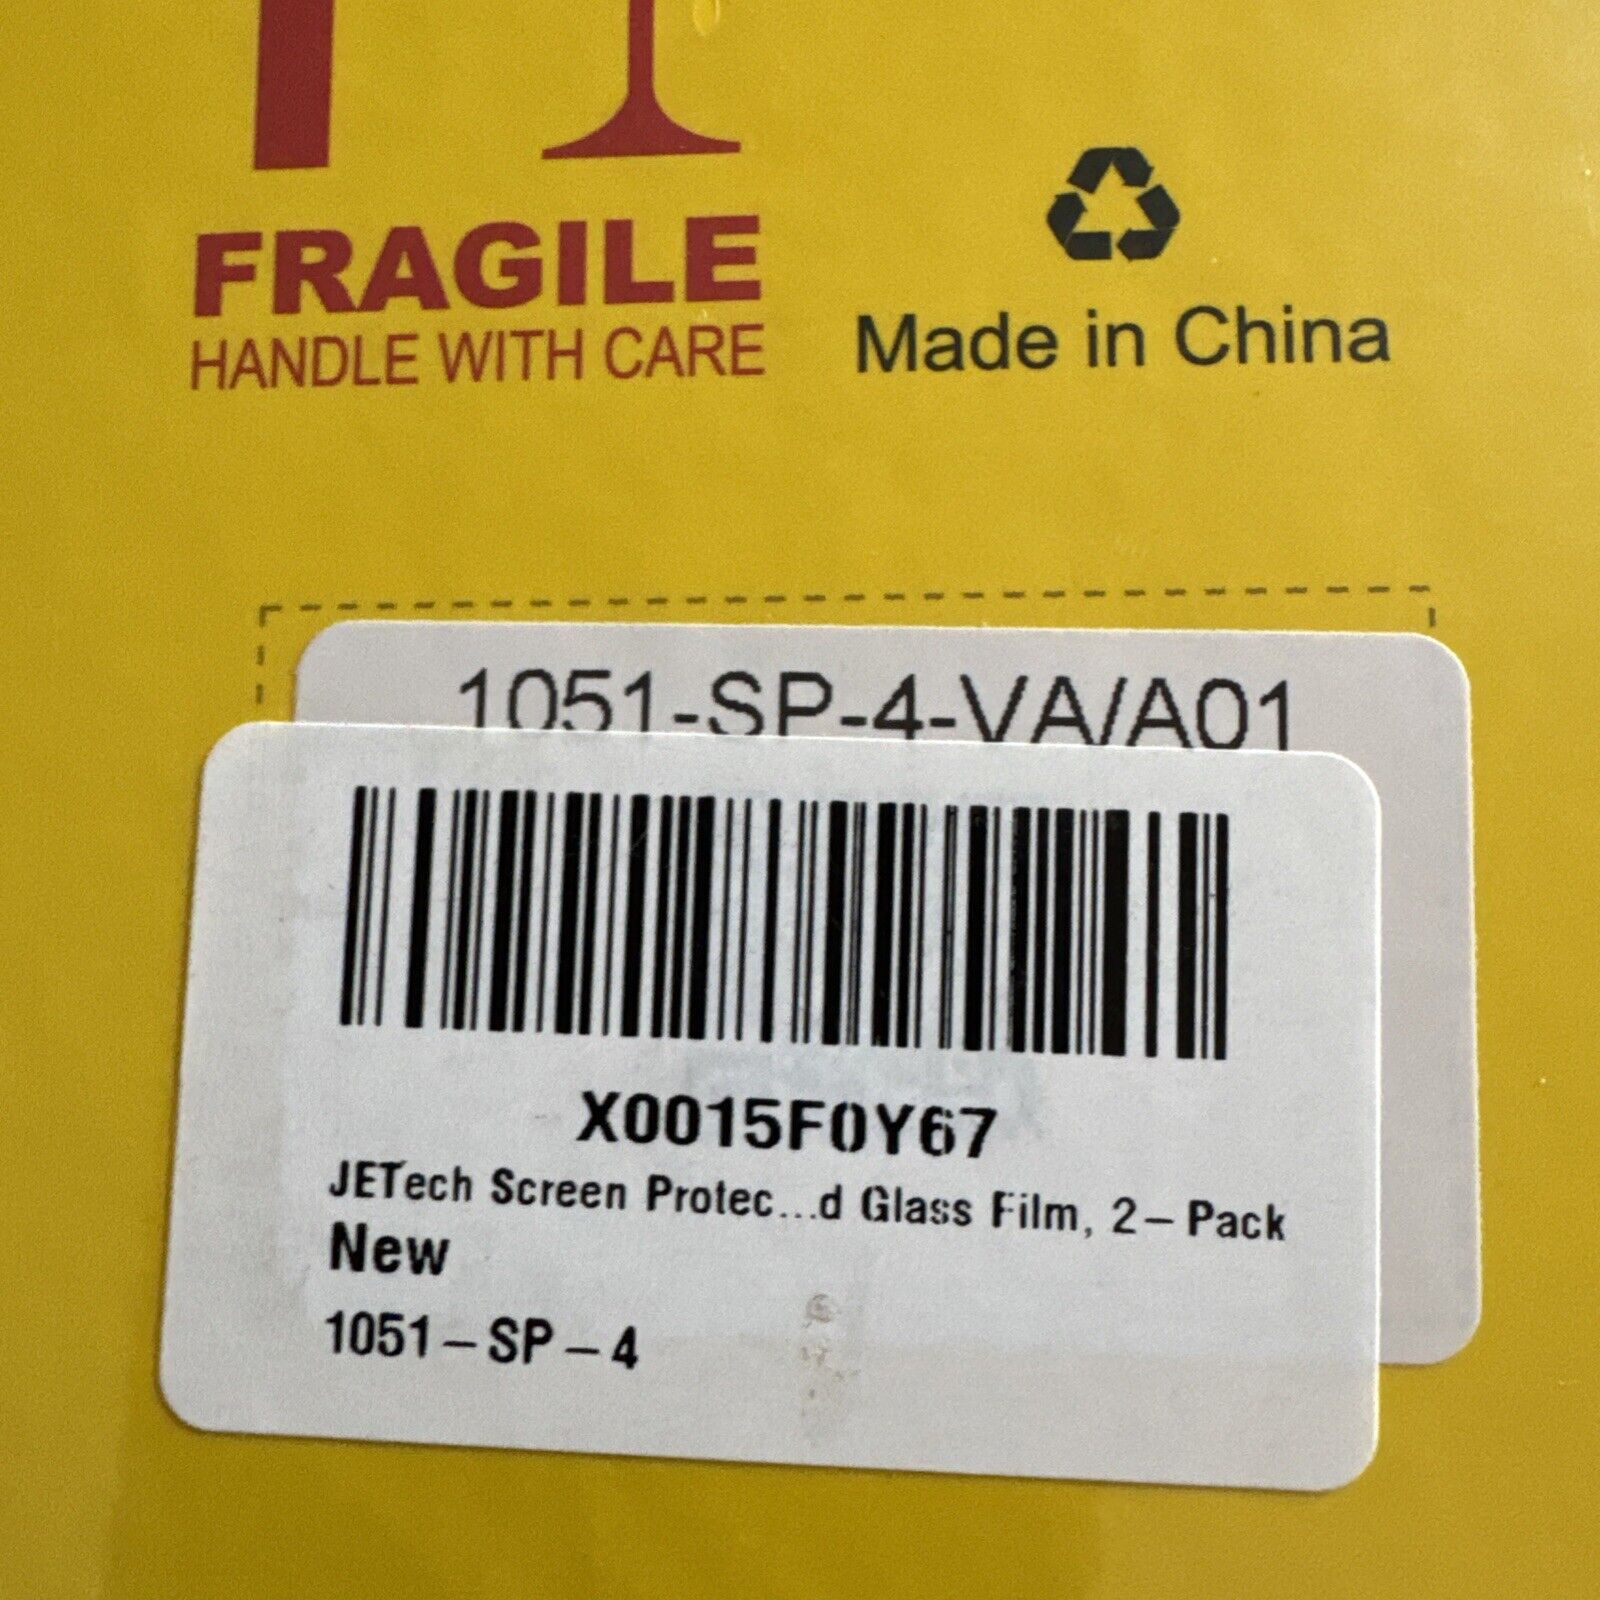 FRAGILE
HANDLE WITH CARE
Made in China
1051-SP-4-VA/A01
X0015F0Y67
JETech Screen Protec...d Glass Film, 2-Pack
New
1051-SP-4